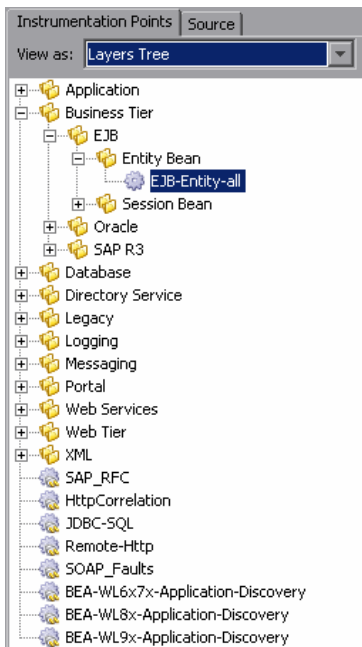 Instrumentation Points Source
View as: Layers Tree
Application
Business Tier
EJB
Entity Bean
EJB-Entity-all
Session Bean
Oracle
SAP R3
Database
Directory Service
Legacy
Logging
Messaging
Portal
Web Services
Web Tier
XML
SAP_RFC
HttpCorrelation
JDBC-SQL
Remote-Http
SOAP_Faults
BEA-WL6x7x-Application-Discovery
BEA-WL8x-Application-Discovery
BEA-WL9x-Application-Discovery